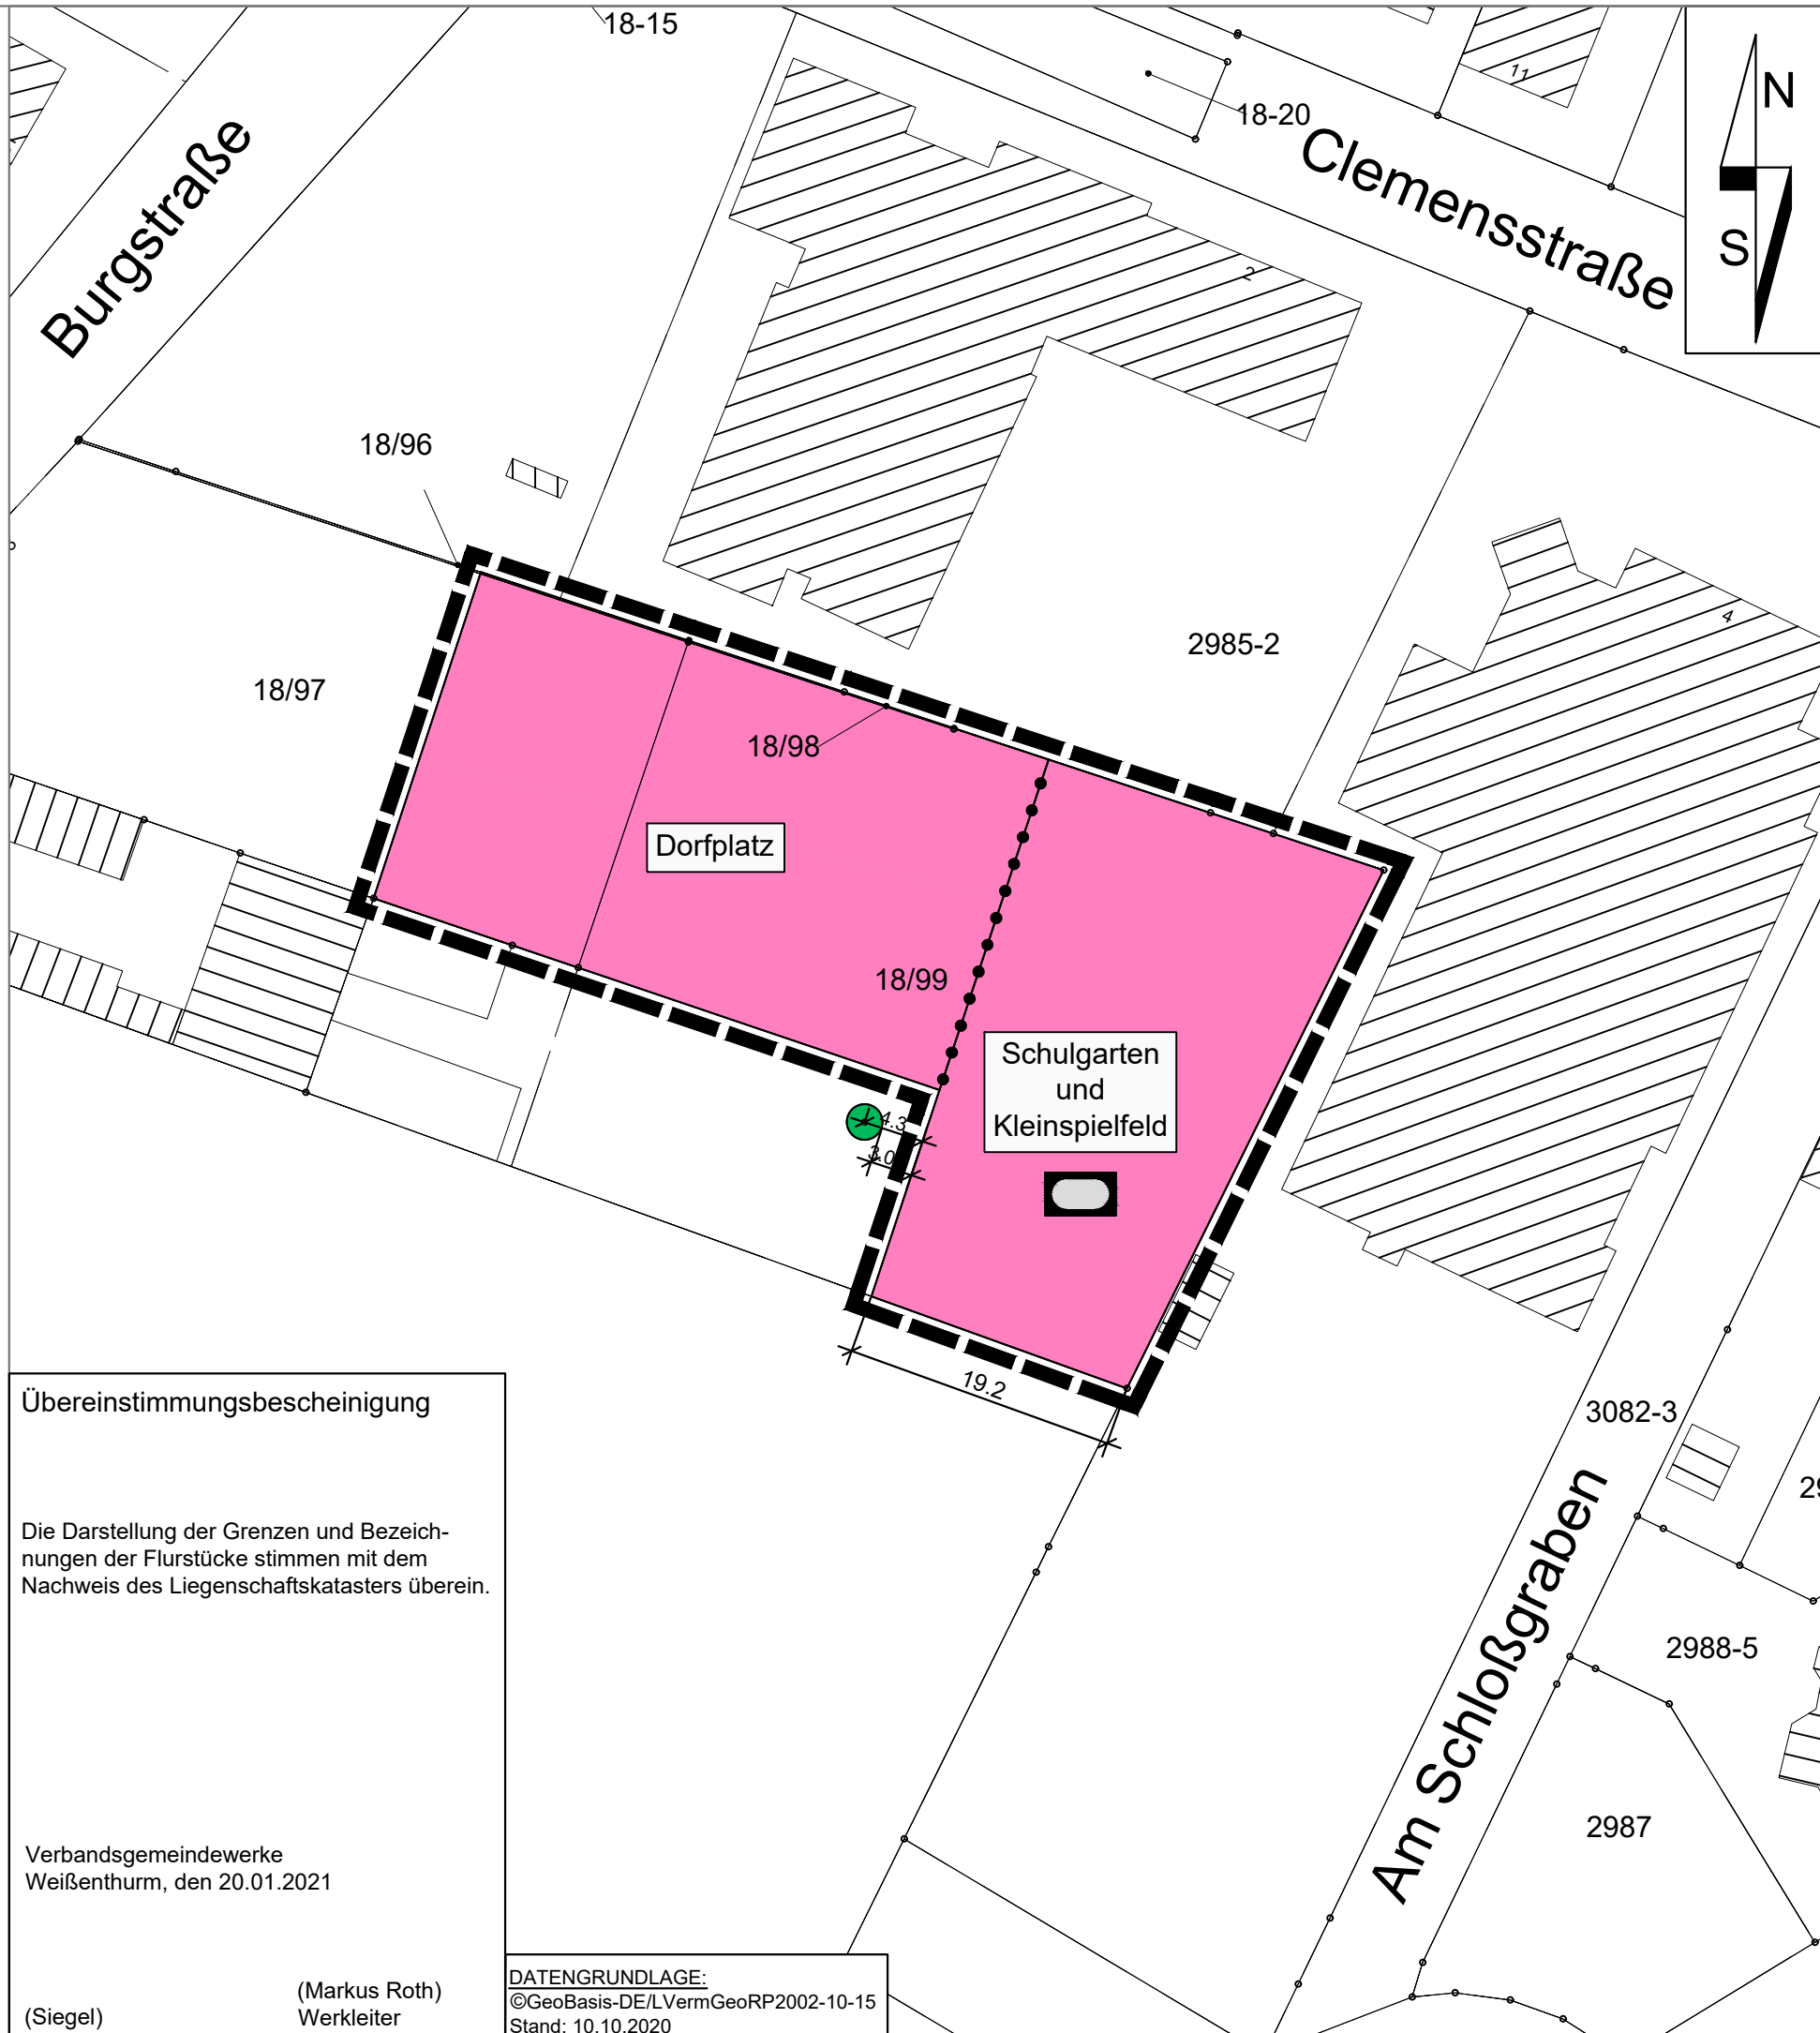 18-15
11
N
18-20
Clemensstraße
Burgstraße
S
2
18/96
4
2985-2
18/97
18/98
Dorfplatz
18/99
Schulgarten
und
Kleinspielfeld
4.3
3.0
19.2
Übereinstimmungsbescheinigung
3082-3
Die Darstellung der Grenzen und Bezeich-
nungen der Flurstücke stimmen mit dem
Nachweis des Liegenschaftskatasters überein.
Am Schloßgraben
2988-5
2987
Verbandsgemeindewerke
Weißenthurm, den 20.01.2021
(Markus Roth)
(Siegel)
Werkleiter
DATENGRUNDLAGE:
©GeoBasis-DE/LVermGeoRP2002-10-15
Stand: 10.10.2020